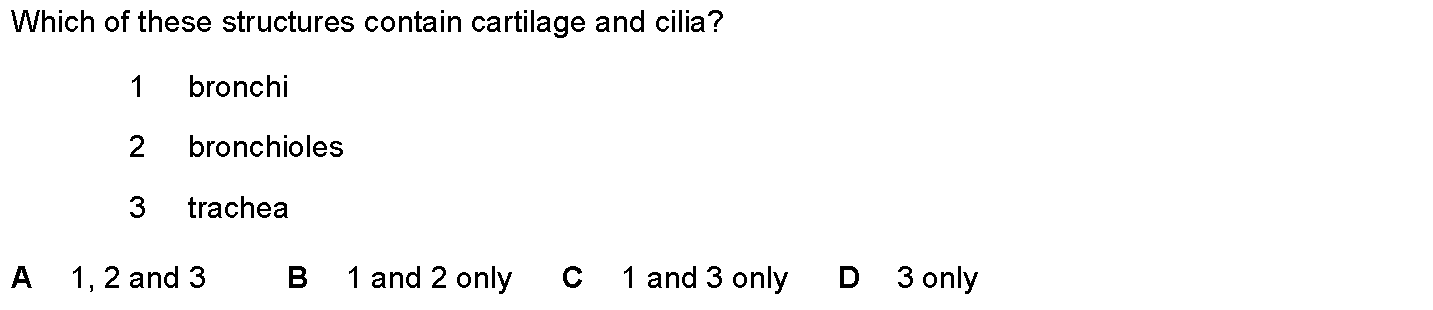 Which of these structures contain cartilage and cilia?
1 bronchi
2 bronchioles
3 trachea
A 1, 2 and 3 B 1 and 2 only C 1 and 3 only D 3 only